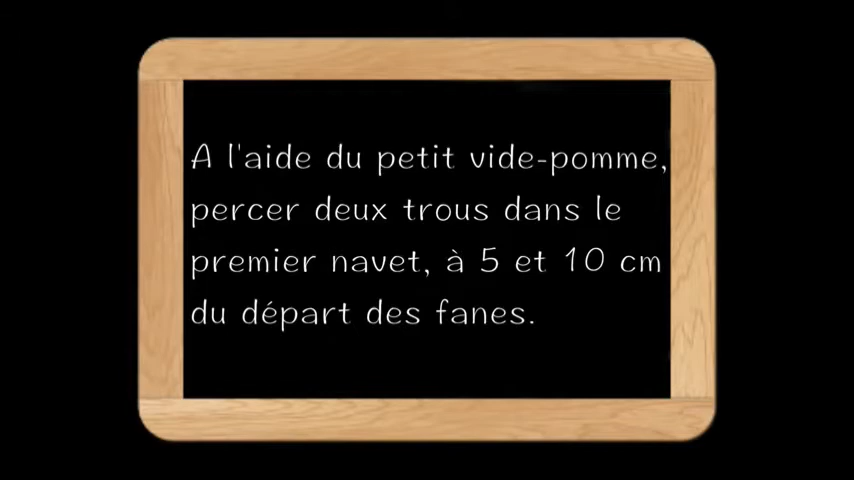 A l'aide du petit vide-pomme,
percer deux trous dans le
premier navet, à 5 et 10 cm
du départ des fanes.